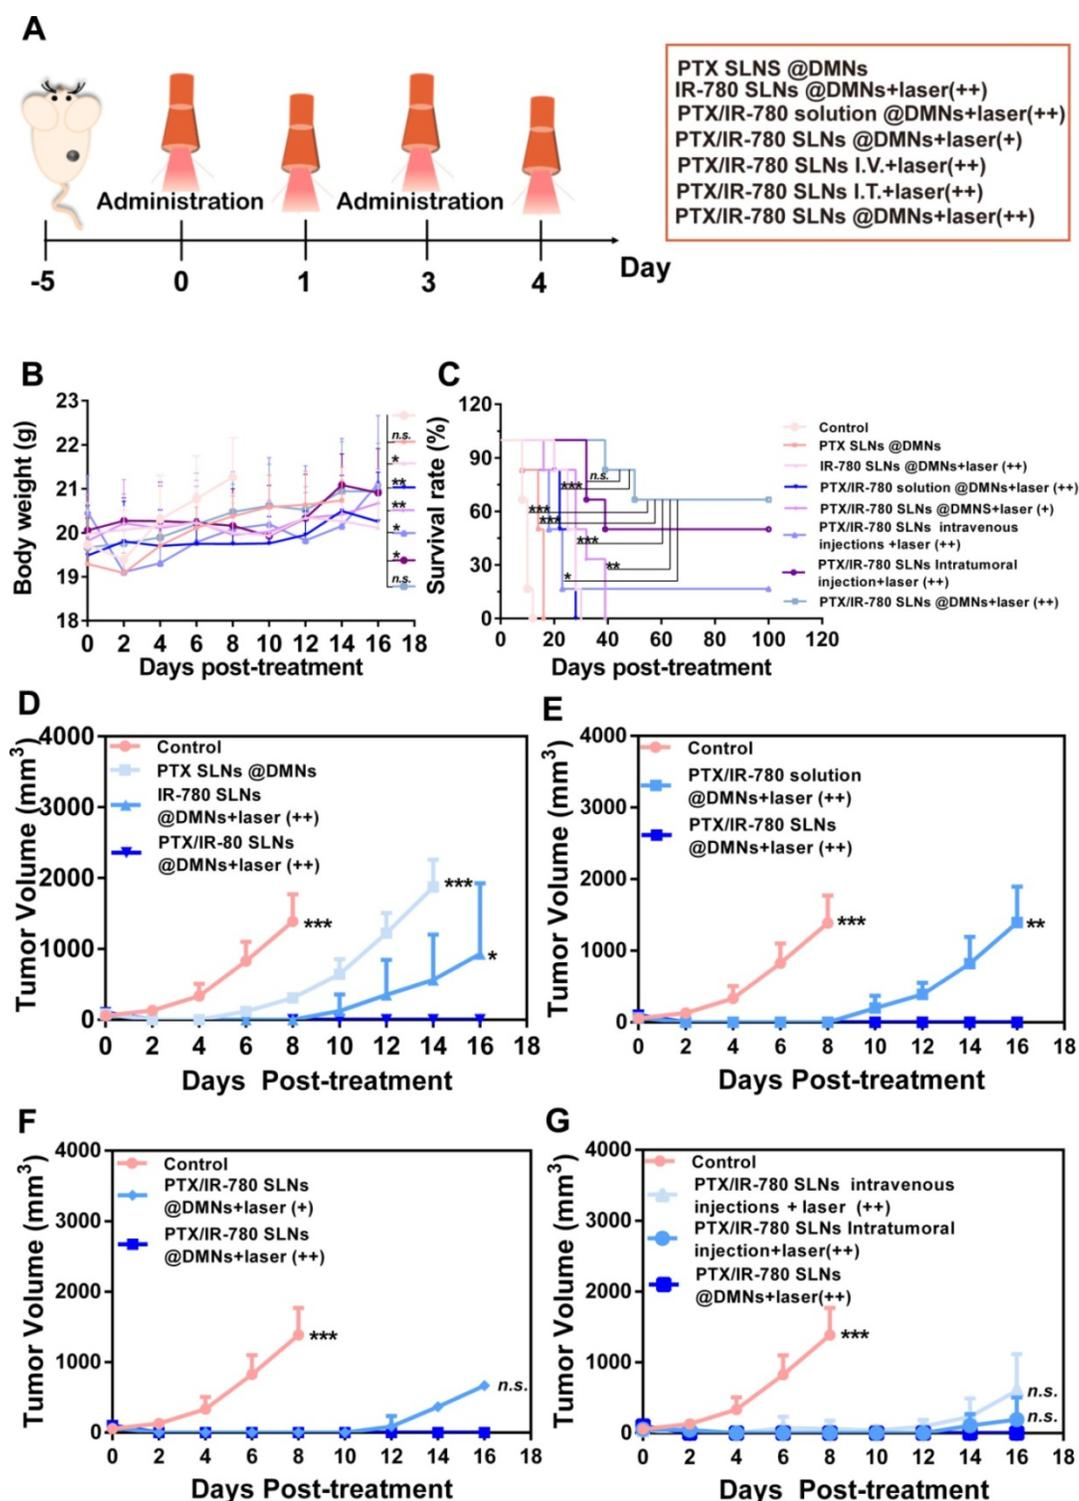 A
Administration
Administration
-5
0
1
3
4
Day
PTX SLNS @DMNs
IR-780 SLNs @DMNs+laser(++)
PTX/IR-780 solution @DMNs+laser(++)
PTX/IR-780 SLNs @DMNs+laser(+)
PTX/IR-780 SLNs I.V.+laser(++)
PTX/IR-780 SLNs I.T.+laser(++)
PTX/IR-780 SLNs @DMNs+laser(++)
B
Body weight (g)
23
22
21
20
19
18
0 2 4 6 8 10 12 14 16 18
Days post-treatment
n.s.
*
**
**
*
*
n.s.
C
Survival rate (%)
120
90
60
30
0
0 20 40 60 80 100 120
Days post-treatment
n.s.
***
***
***
***
**
*
Control
PTX SLNs @DMNs
IR-780 SLNs @DMNs+laser (++)
PTX/IR-780 solution @DMNs+laser (++)
PTX/IR-780 SLNs @DMNS+laser (+)
PTX/IR-780 SLNs intravenous
injections +laser (++)
PTX/IR-780 SLNs Intratumoral
injection+laser (++)
PTX/IR-780 SLNs @DMNs+laser (++)
D
Tumor Volume (mm³)
4000
3000
2000
1000
0
Control
PTX SLNs @DMNs
IR-780 SLNs
@DMNs+laser (++)
PTX/IR-80 SLNs
@DMNs+laser (++)
***
***
*
0 2 4 6 8 10 12 14 16 18
Days Post-treatment
E
Tumor Volume (mm³)
4000
3000
2000
1000
0
Control
PTX/IR-780 solution
@DMNs+laser (++)
PTX/IR-780 SLNs
@DMNs+laser (++)
***
**
0 2 4 6 8 10 12 14 16 18
Days Post-treatment
F
Tumor Volume (mm³)
4000
3000
2000
1000
0
Control
PTX/IR-780 SLNs
@DMNs+laser (+)
PTX/IR-780 SLNs
@DMNs+laser (++)
***
n.s.
0 2 4 6 8 10 12 14 16 18
Days Post-treatment
G
Tumor Volume (mm³)
4000
3000
2000
1000
0
Control
PTX/IR-780 SLNs intravenous
injections + laser (++)
PTX/IR-780 SLNs Intratumoral
injection+laser(++)
PTX/IR-780 SLNs
@DMNs+laser(++)
***
n.s.
n.s.
0 2 4 6 8 10 12 14 16 18
Days Post-treatment